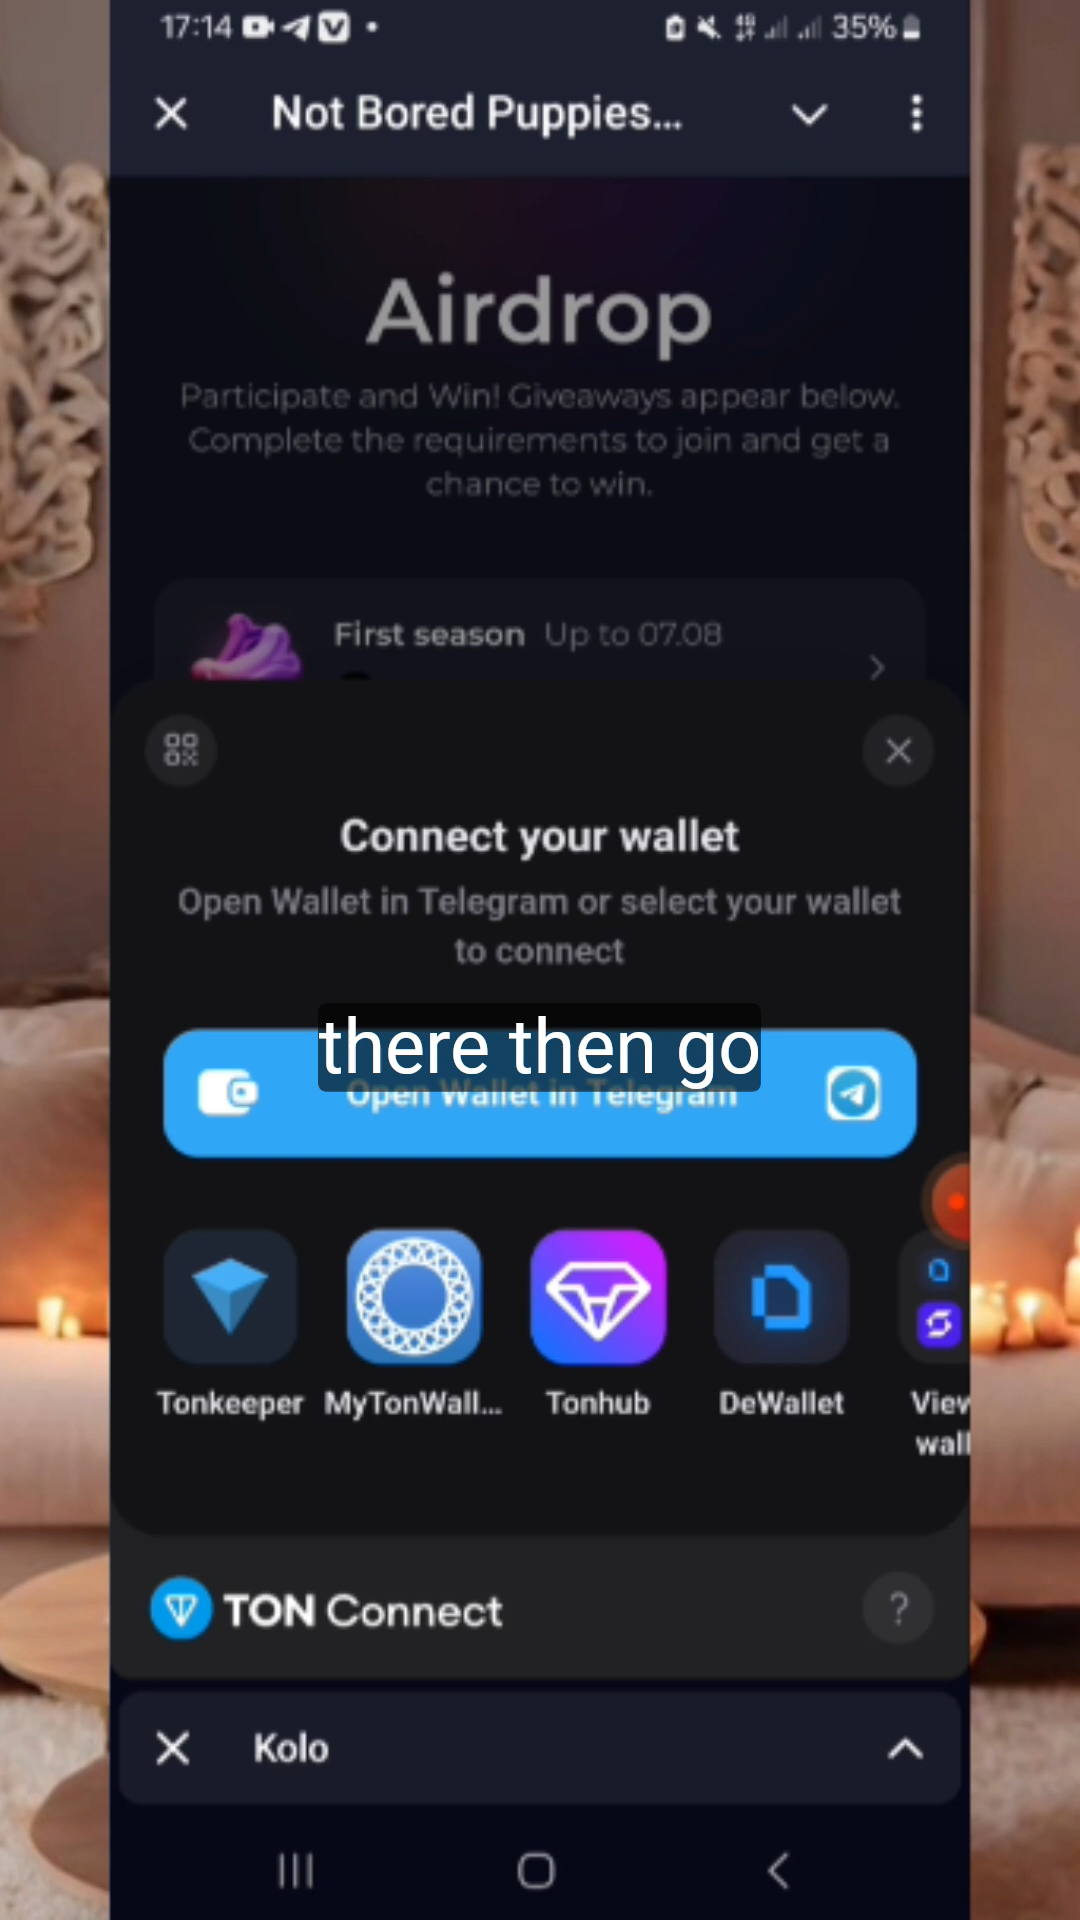 17:14
35%
Not Bored Puppies...
Airdrop
Participate and Win! Giveaways appear below.
Complete the requirements to join and get a
chance to win.
First season Up to 07.08
Connect your wallet
Open Wallet in Telegram or select your wallet
to connect
there then go
Open Wallet in Telegram
Tonkeeper
MyTonWall...
Tonhub
DeWallet
View
wall
TON Connect
?
Kolo